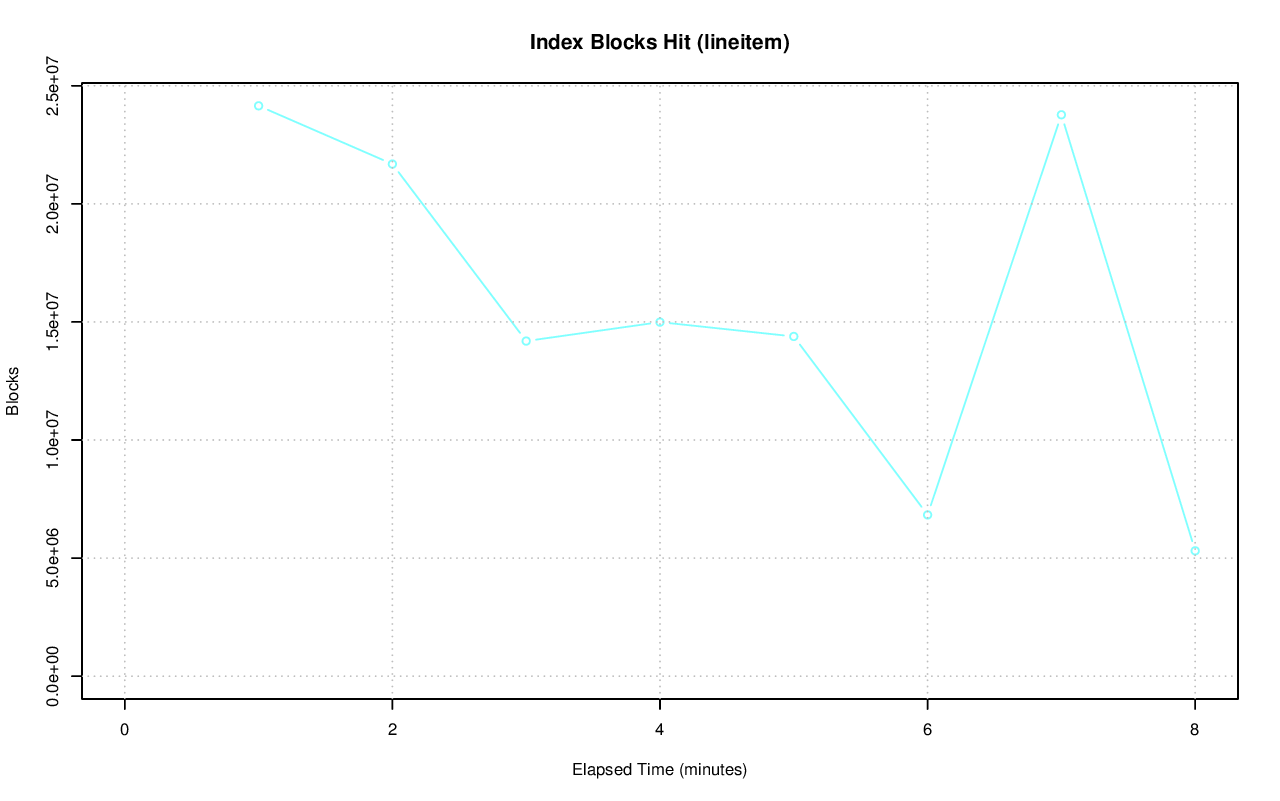 Index Blocks Hit (lineitem)
2.5e+07
2.0e+07
1.5e+07
1.0e+07
5.0e+06
0.0e+00
Blocks
0 2 4 6 8
Elapsed Time (minutes)